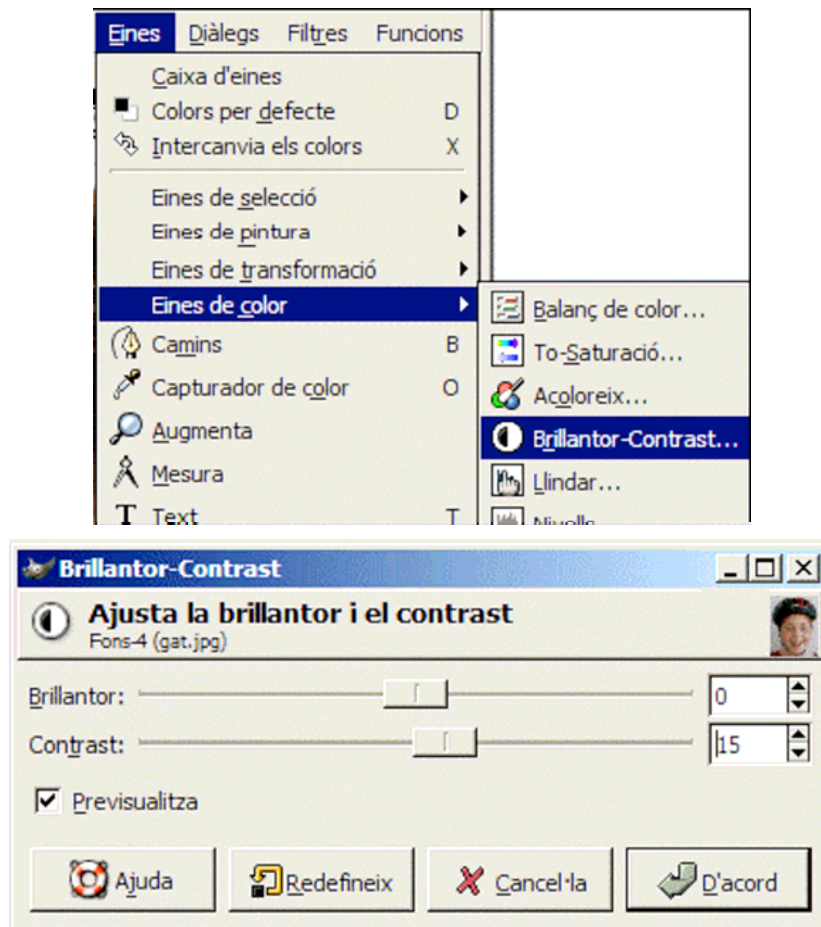 Eines Diàlegs Filtres Funcions
Caixa d'eines
Colors per defecte D
Intercanvia els colors X
Eines de selecció
Eines de pintura
Eines de transformació
Eines de color
Balanç de color...
Camins B
To-Saturació...
Capturador de color O
Acoloreix...
Augmenta
Brillantor-Contrast...
Mesura
Llindar...
Text T
Nivells
Brillantor-Contrast
Ajusta la brillantor i el contrast
Fons-4 (gat.jpg)
Brillantor: 0
Contrast: 15
Previsualitza
Ajuda Redefineix Cancel·la D'acord